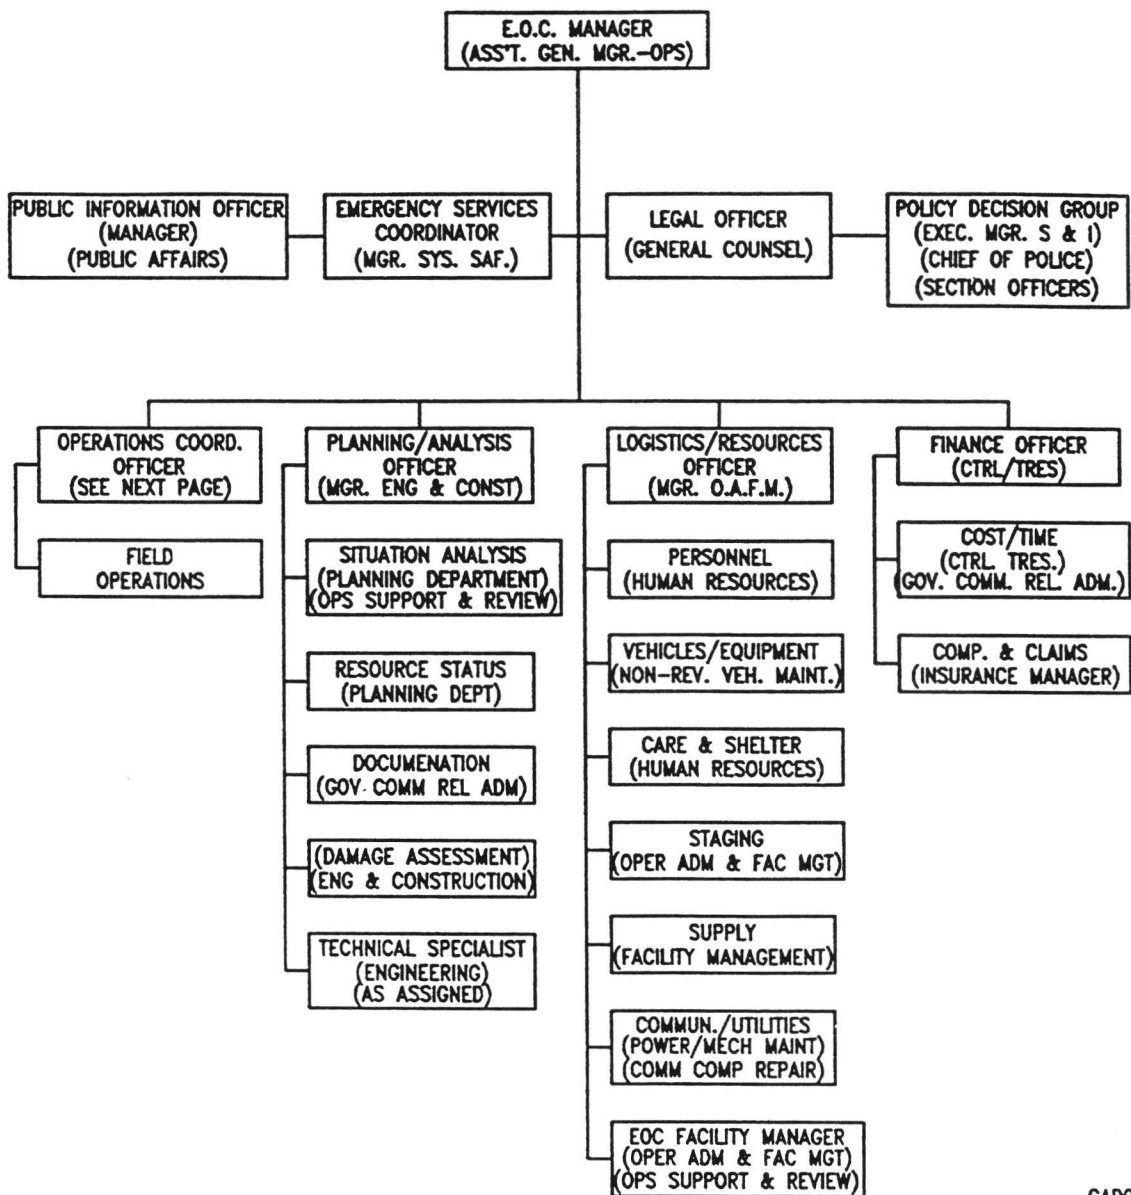 E.O.C. MANAGER
(ASS'T. GEN. MGR.-OPS)
PUBLIC INFORMATION OFFICER
(MANAGER)
(PUBLIC AFFAIRS)
EMERGENCY SERVICES
COORDINATOR
(MGR. SYS. SAF.)
LEGAL OFFICER
(GENERAL COUNSEL)
POLICY DECISION GROUP
(EXEC. MGR. S & I)
(CHIEF OF POLICE)
(SECTION OFFICERS)
OPERATIONS COORD.
OFFICER
(SEE NEXT PAGE)
FIELD
OPERATIONS
PLANNING/ANALYSIS
OFFICER
(MGR. ENG & CONST)
SITUATION ANALYSIS
(PLANNING DEPARTMENT)
(OPS SUPPORT & REVIEW)
RESOURCE STATUS
(PLANNING DEPT)
DOCUMENATION
(GOV. COMM REL ADM)
(DAMAGE ASSESSMENT)
(ENG & CONSTRUCTION)
TECHNICAL SPECIALIST
(ENGINEERING)
(AS ASSIGNED)
LOGISTICS/RESOURCES
OFFICER
(MGR. O.A.F.M.)
PERSONNEL
(HUMAN RESOURCES)
VEHICLES/EQUIPMENT
(NON-REV. VEH. MAINT.)
CARE & SHELTER
(HUMAN RESOURCES)
STAGING
(OPER ADM & FAC MGT)
SUPPLY
(FACILITY MANAGEMENT)
COMMUN./UTILITIES
(POWER/MECH MAINT)
(COMM COMP REPAIR)
EOC FACILITY MANAGER
(OPER ADM & FAC MGT)
(OPS SUPPORT & REVIEW)
FINANCE OFFICER
(CTRL/TRES)
COST/TIME
(CTRL. TRES.)
(GOV. COMM. REL. ADM.)
COMP. & CLAIMS
(INSURANCE MANAGER)